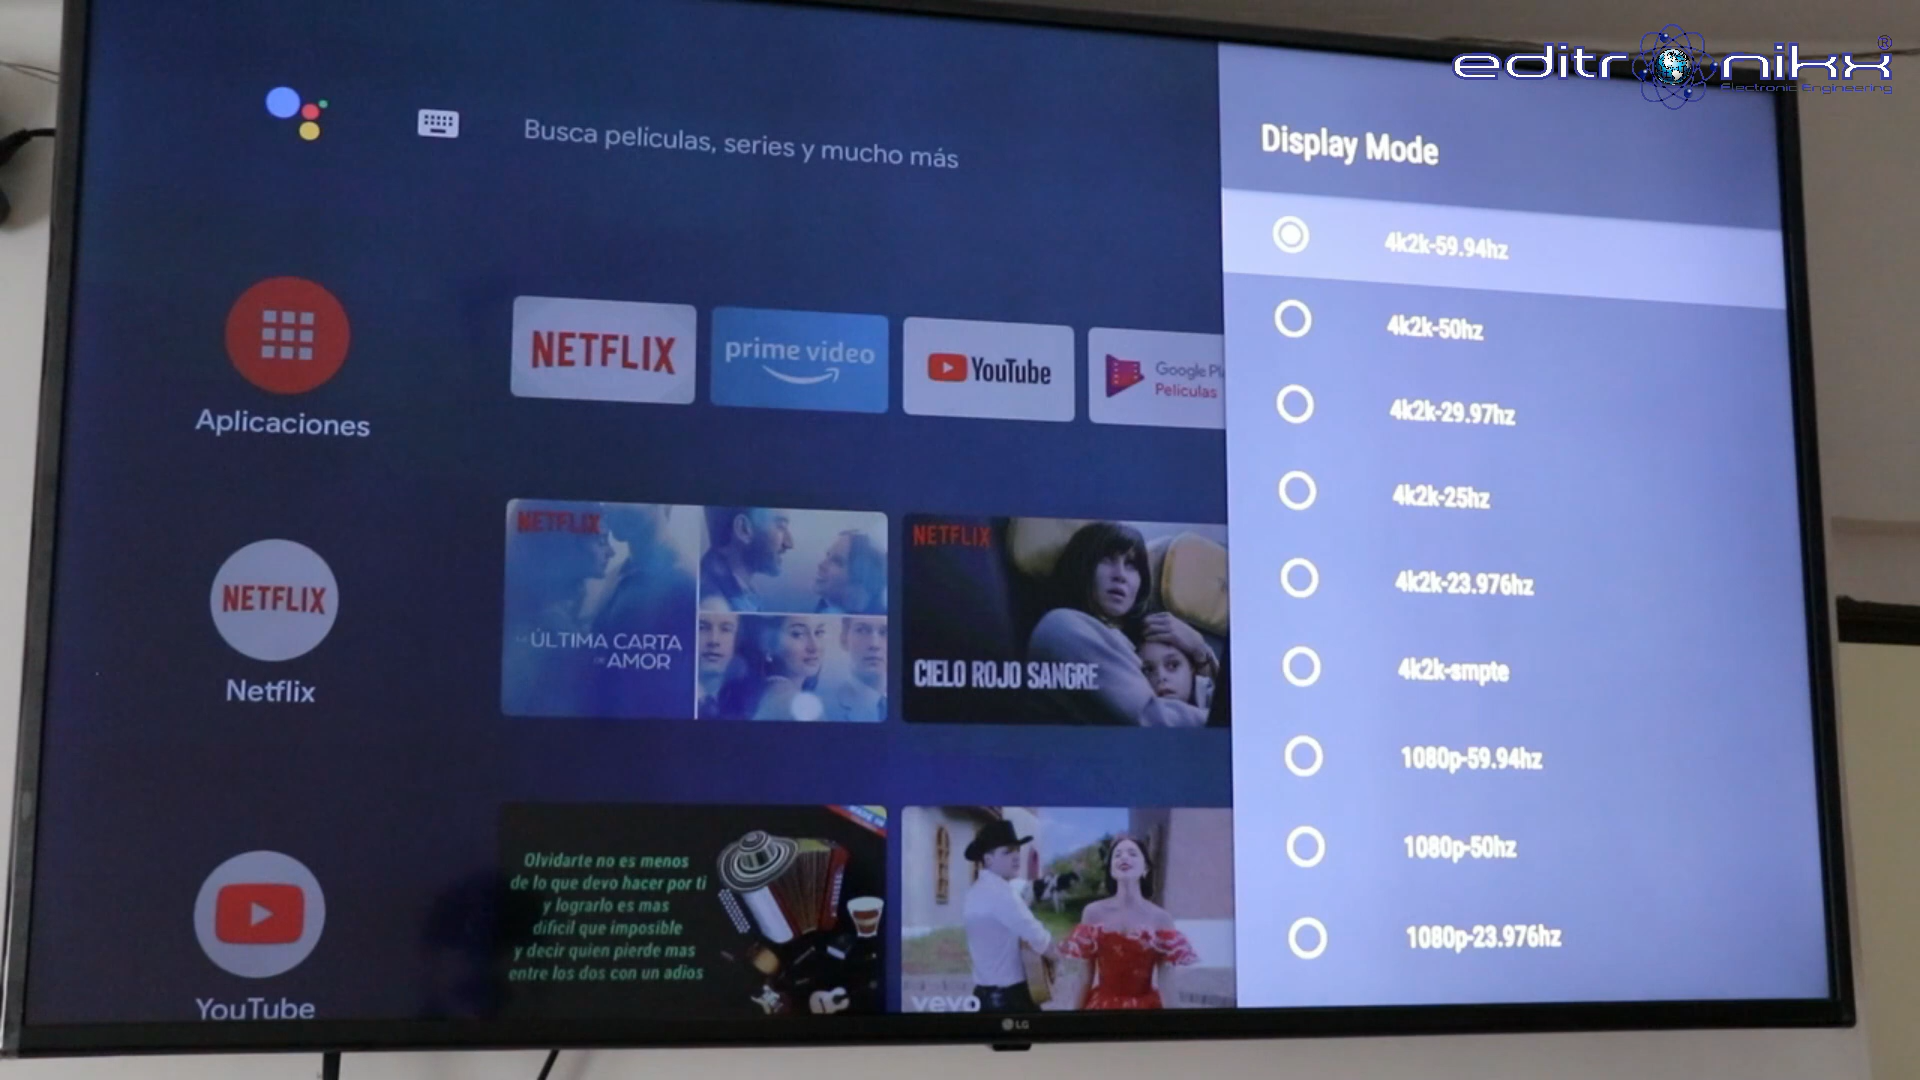 editronikx ®
Electronic Engineering
Busca películas, series y mucho más
Display Mode
4k2k-59.94hz
4k2k-50hz
4k2k-29.97hz
4k2k-25hz
4k2k-23.976hz
4k2k-smpte
1080p-59.94hz
1080p-50hz
1080p-23.976hz
Aplicaciones
NETFLIX
prime video
YouTube
Google Pl
Películas
NETFLIX
Netflix
NETFLIX
ÚLTIMA CARTA
DE AMOR
NETFLIX
CIELO ROJO SANGRE
YouTube
Olvidarte no es menos
de lo que devo hacer por ti
y lograrlo es mas
dificil que imposible
y decir quien pierde mas
entre los dos con un adios
vevo
LG